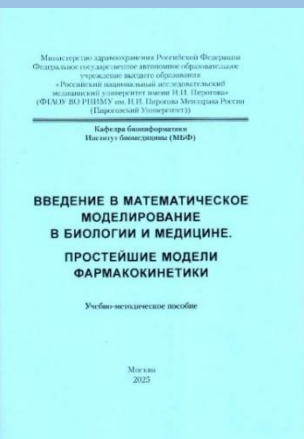 Министерство здравоохранения Российской Федерации
Федеральное государственное автономное образовательное
учреждение высшего образования
«Российский национальный исследовательский
медицинский университет имени Н.И. Пирогова»
(ФГАОУ ВО РНИМУ им. Н.И. Пирогова Минздрава России
(Пироговский Университет))
Кафедра биоинформатики
Институт биомедицины (МБФ)
ВВЕДЕНИЕ В МАТЕМАТИЧЕСКОЕ
МОДЕЛИРОВАНИЕ
В БИОЛОГИИ И МЕДИЦИНЕ.
ПРОСТЕЙШИЕ МОДЕЛИ
ФАРМАКОКИНЕТИКИ
Учебно-методическое пособие
Москва
2025